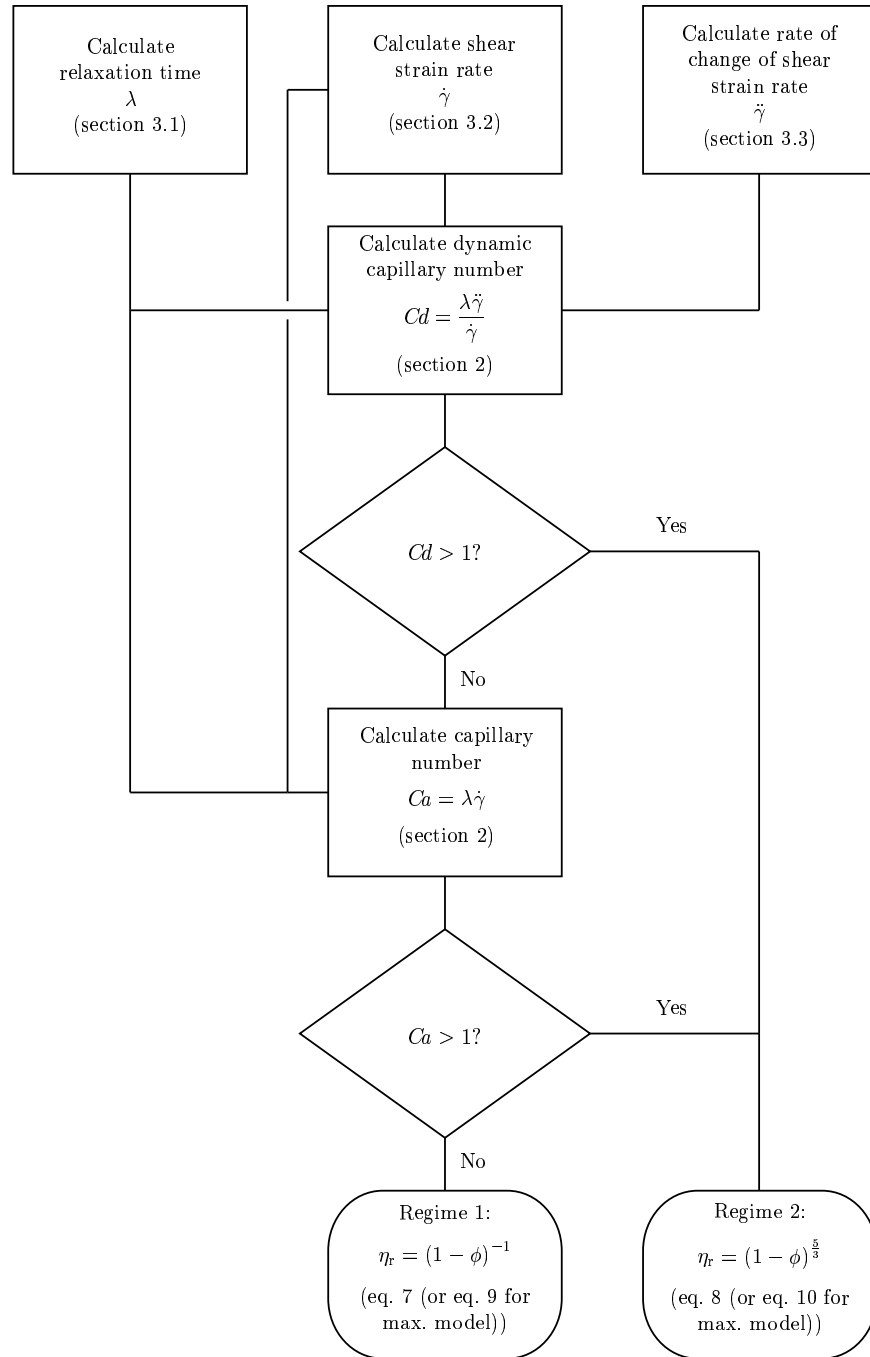 Calculate
relaxation time
λ
(section 3.1)
Calculate shear
strain rate
γ̇
(section 3.2)
Calculate rate of
change of shear
strain rate
γ̈
(section 3.3)
Calculate dynamic
capillary number
Cd = λγ̈/γ̇
(section 2)
Cd > 1?
Yes
No
Calculate capillary
number
Ca = λγ̇
(section 2)
Ca > 1?
Yes
No
Regime 1:
ηr = (1 − ϕ)^−1
(eq. 7 (or eq. 9 for
max. model))
Regime 2:
ηr = (1 − ϕ)^5/3
(eq. 8 (or eq. 10 for
max. model))